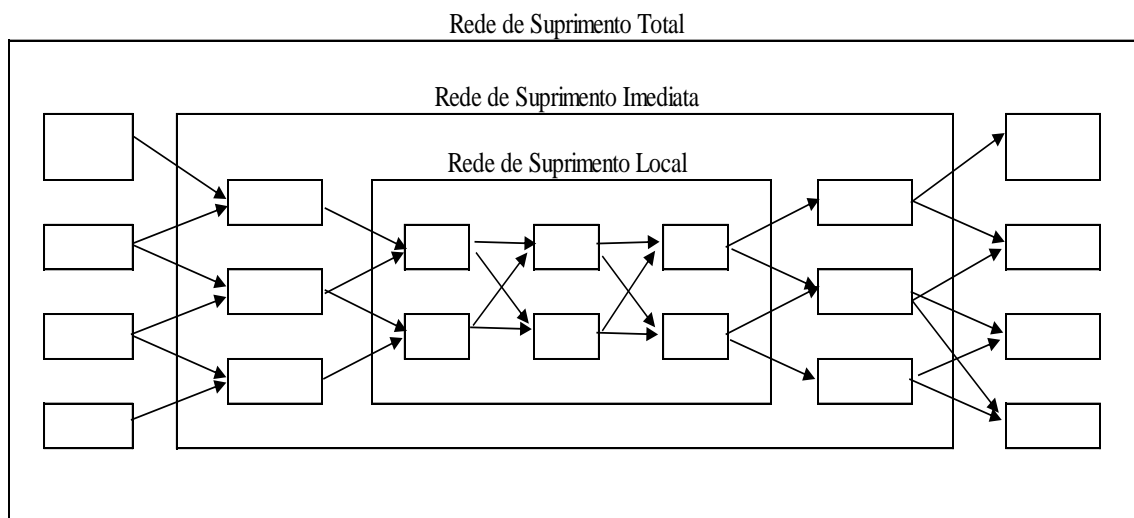 Rede de Suprimento Total
Rede de Suprimento Imediata
Rede de Suprimento Local